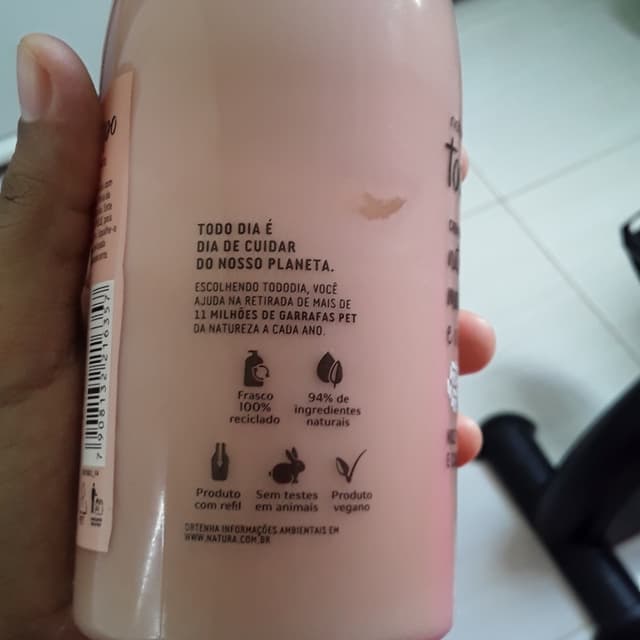 TODO DIA É
DIA DE CUIDAR
DO NOSSO PLANETA.
ESCOLHENDO TODODIA, VOCÊ
AJUDA NA RETIRADA DE MAIS DE
11 MILHÕES DE GARRAFAS PET
DA NATUREZA A CADA ANO.
Frasco
100%
reciclado
94% de
ingredientes
naturais
Produto
com refil
Sem testes
em animais
Produto
vegano
OBTENHA INFORMAÇÕES AMBIENTAIS EM
WWW.NATURA.COM.BR
7908132216357